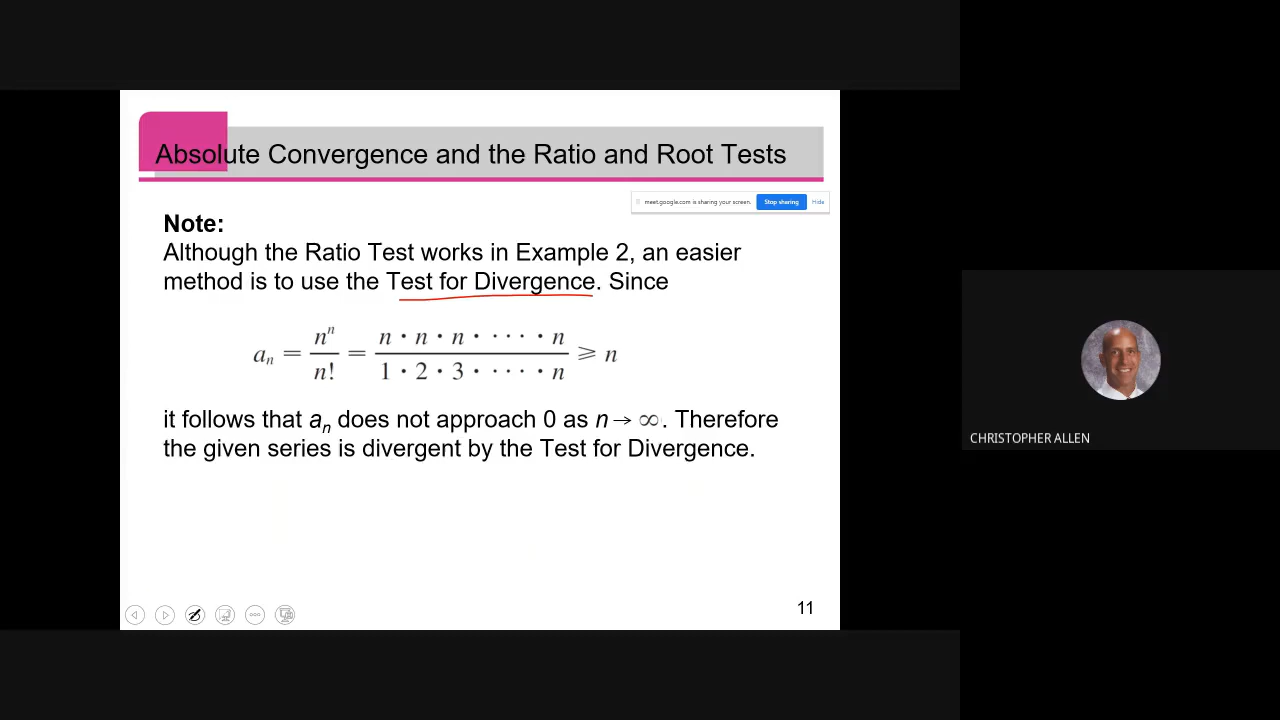 Absolute Convergence and the Ratio and Root Tests
meet.google.com is sharing your screen.
Stop sharing
Hide
Note:
Although the Ratio Test works in Example 2, an easier
method is to use the Test for Divergence. Since
aₙ = nⁿ/n! = n · n · n · ···· · n / 1 · 2 · 3 · ···· · n ⩾ n
it follows that aₙ does not approach 0 as n → ∞. Therefore
the given series is divergent by the Test for Divergence.
11
CHRISTOPHER ALLEN